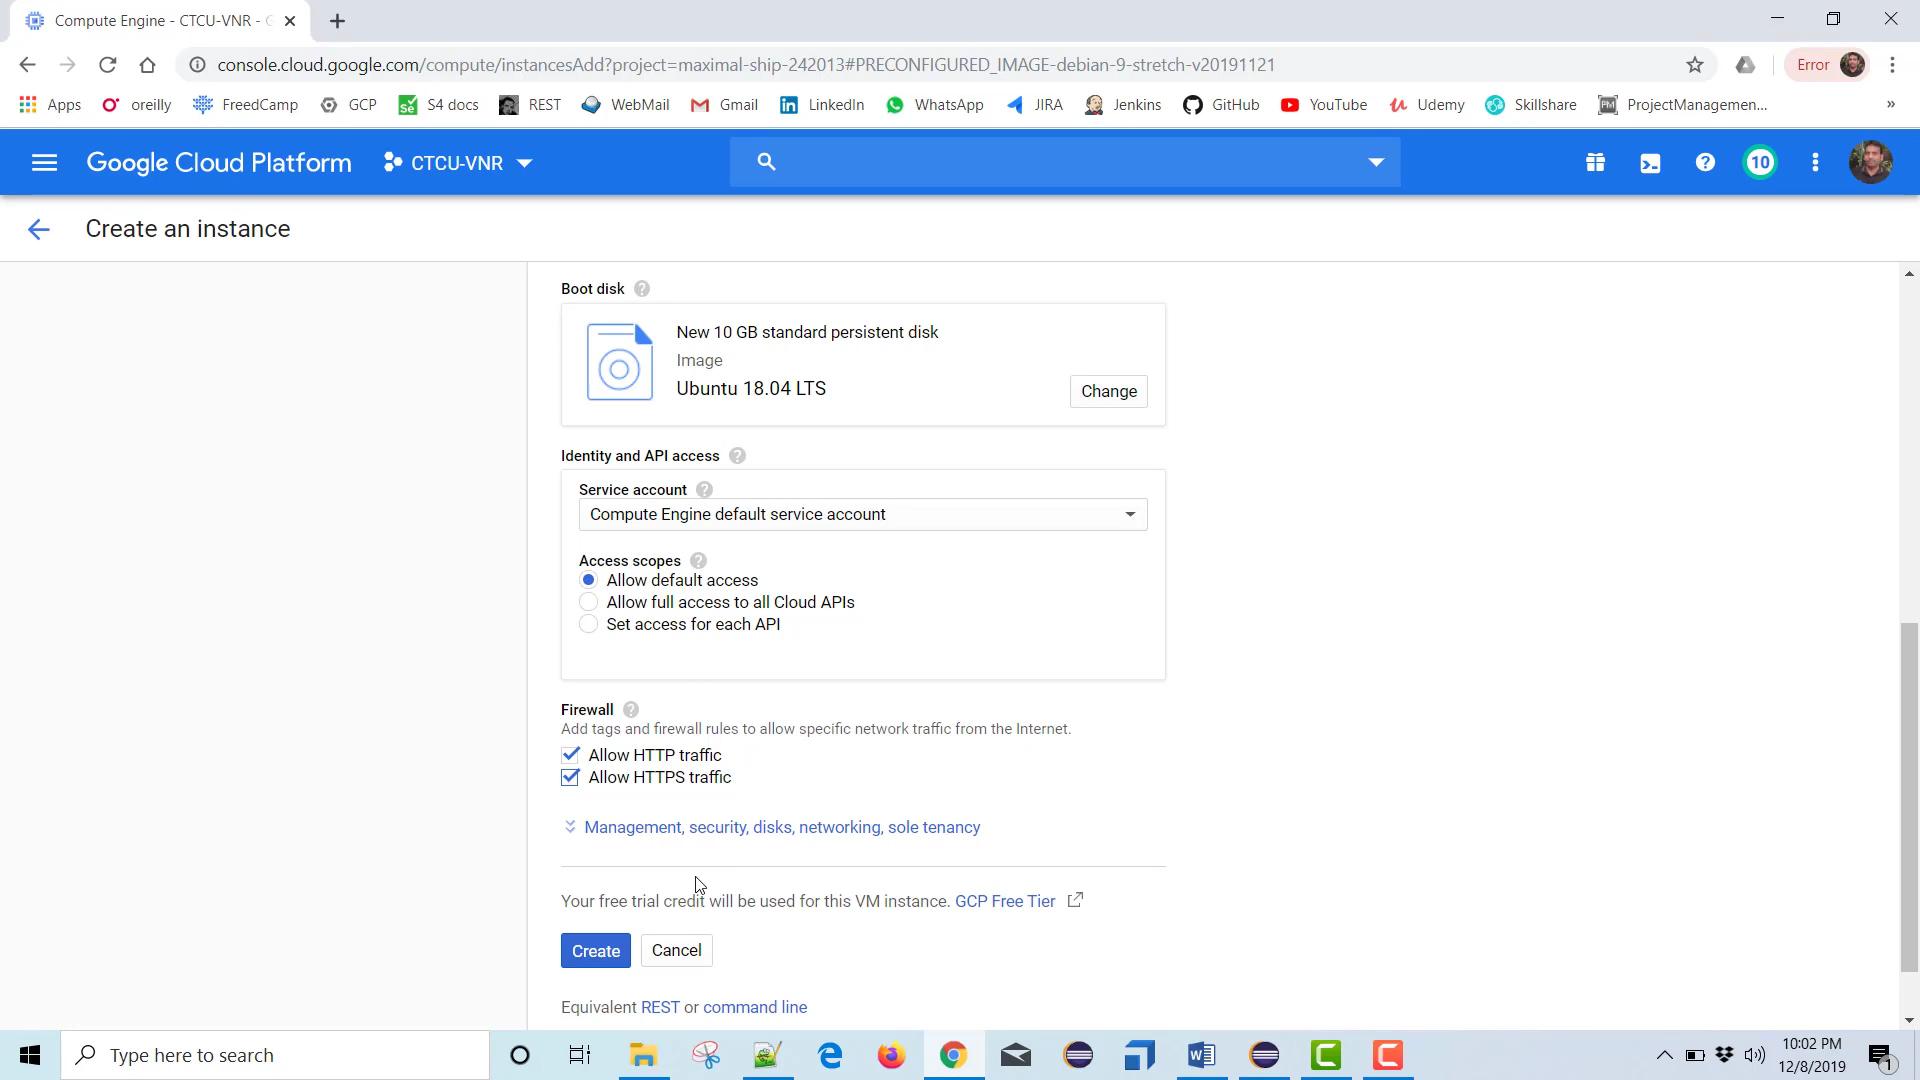 Compute Engine - CTCU-VNR - G
console.cloud.google.com/compute/instancesAdd?project=maximal-ship-242013#PRECONFIGURED_IMAGE-debian-9-stretch-v20191121
Error
Apps oreilly FreedCamp GCP S4 docs REST WebMail Gmail LinkedIn WhatsApp JIRA Jenkins GitHub YouTube Udemy Skillshare ProjectManagemen... »
Google Cloud Platform CTCU-VNR 10
Create an instance
Boot disk
New 10 GB standard persistent disk
Image
Ubuntu 18.04 LTS
Change
Identity and API access
Service account
Compute Engine default service account
Access scopes
Allow default access
Allow full access to all Cloud APIs
Set access for each API
Firewall
Add tags and firewall rules to allow specific network traffic from the Internet.
Allow HTTP traffic
Allow HTTPS traffic
Management, security, disks, networking, sole tenancy
Your free trial credit will be used for this VM instance. GCP Free Tier
Create Cancel
Equivalent REST or command line
Type here to search
10:02 PM
12/8/2019
1